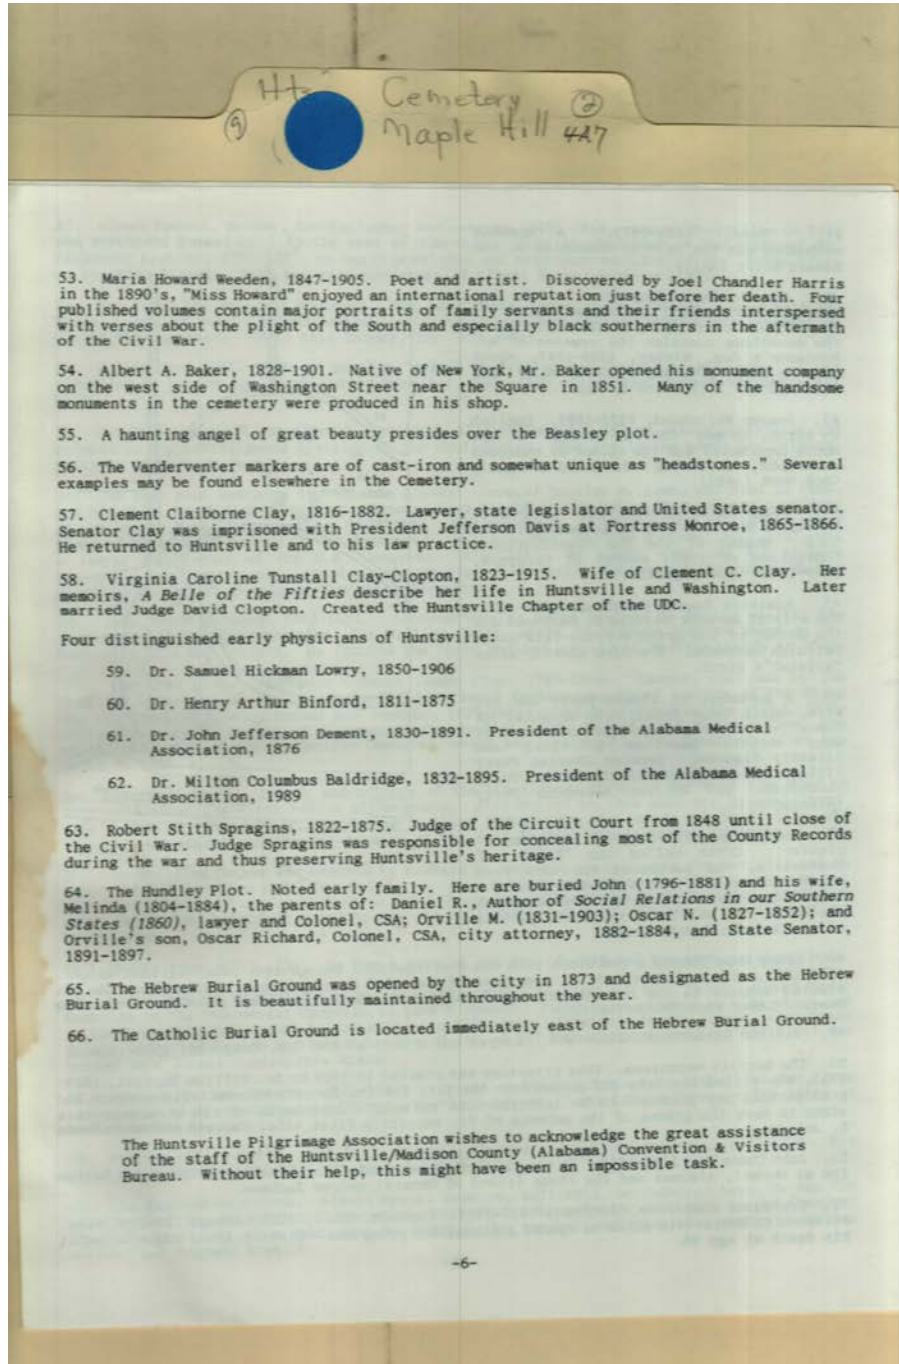 Cemetery ②
⑨ Maple Hill 4A7
53. Maria Howard Weeden, 1847-1905. Poet and artist. Discovered by Joel Chandler Harris
in the 1890's, "Miss Howard" enjoyed an international reputation just before her death. Four
published volumes contain major portraits of family servants and their friends interspersed
with verses about the plight of the South and especially black southerners in the aftermath
of the Civil War.
54. Albert A. Baker, 1828-1901. Native of New York, Mr. Baker opened his monument company
on the west side of Washington Street near the Square in 1851. Many of the handsome
monuments in the cemetery were produced in his shop.
55. A haunting angel of great beauty presides over the Beasley plot.
56. The Vanderventer markers are of cast-iron and somewhat unique as "headstones." Several
examples may be found elsewhere in the Cemetery.
57. Clement Claiborne Clay, 1816-1882. Lawyer, state legislator and United States senator.
Senator Clay was imprisoned with President Jefferson Davis at Fortress Monroe, 1865-1866.
He returned to Huntsville and to his law practice.
58. Virginia Caroline Tunstall Clay-Clopton, 1823-1915. Wife of Clement C. Clay. Her
memoirs, A Belle of the Fifties describe her life in Huntsville and Washington. Later
married Judge David Clopton. Created the Huntsville Chapter of the UDC.
Four distinguished early physicians of Huntsville:
59. Dr. Samuel Hickman Lowry, 1850-1906
60. Dr. Henry Arthur Binford, 1811-1875
61. Dr. John Jefferson Dement, 1830-1891. President of the Alabama Medical
Association, 1876
62. Dr. Milton Columbus Baldridge, 1832-1895. President of the Alabama Medical
Association, 1989
63. Robert Stith Spragins, 1822-1875. Judge of the Circuit Court from 1848 until close of
the Civil War. Judge Spragins was responsible for concealing most of the County Records
during the war and thus preserving Huntsville's heritage.
64. The Hundley Plot. Noted early family. Here are buried John (1796-1881) and his wife,
Melinda (1804-1884), the parents of: Daniel R., Author of Social Relations in our Southern
States (1860), lawyer and Colonel, CSA; Orville M. (1831-1903); Oscar N. (1827-1852); and
Orville's son, Oscar Richard, Colonel, CSA, city attorney, 1882-1884, and State Senator,
1891-1897.
65. The Hebrew Burial Ground was opened by the city in 1873 and designated as the Hebrew
Burial Ground. It is beautifully maintained throughout the year.
66. The Catholic Burial Ground is located immediately east of the Hebrew Burial Ground.
The Huntsville Pilgrimage Association wishes to acknowledge the great assistance
of the staff of the Huntsville/Madison County (Alabama) Convention & Visitors
Bureau. Without their help, this might have been an impossible task.
-6-